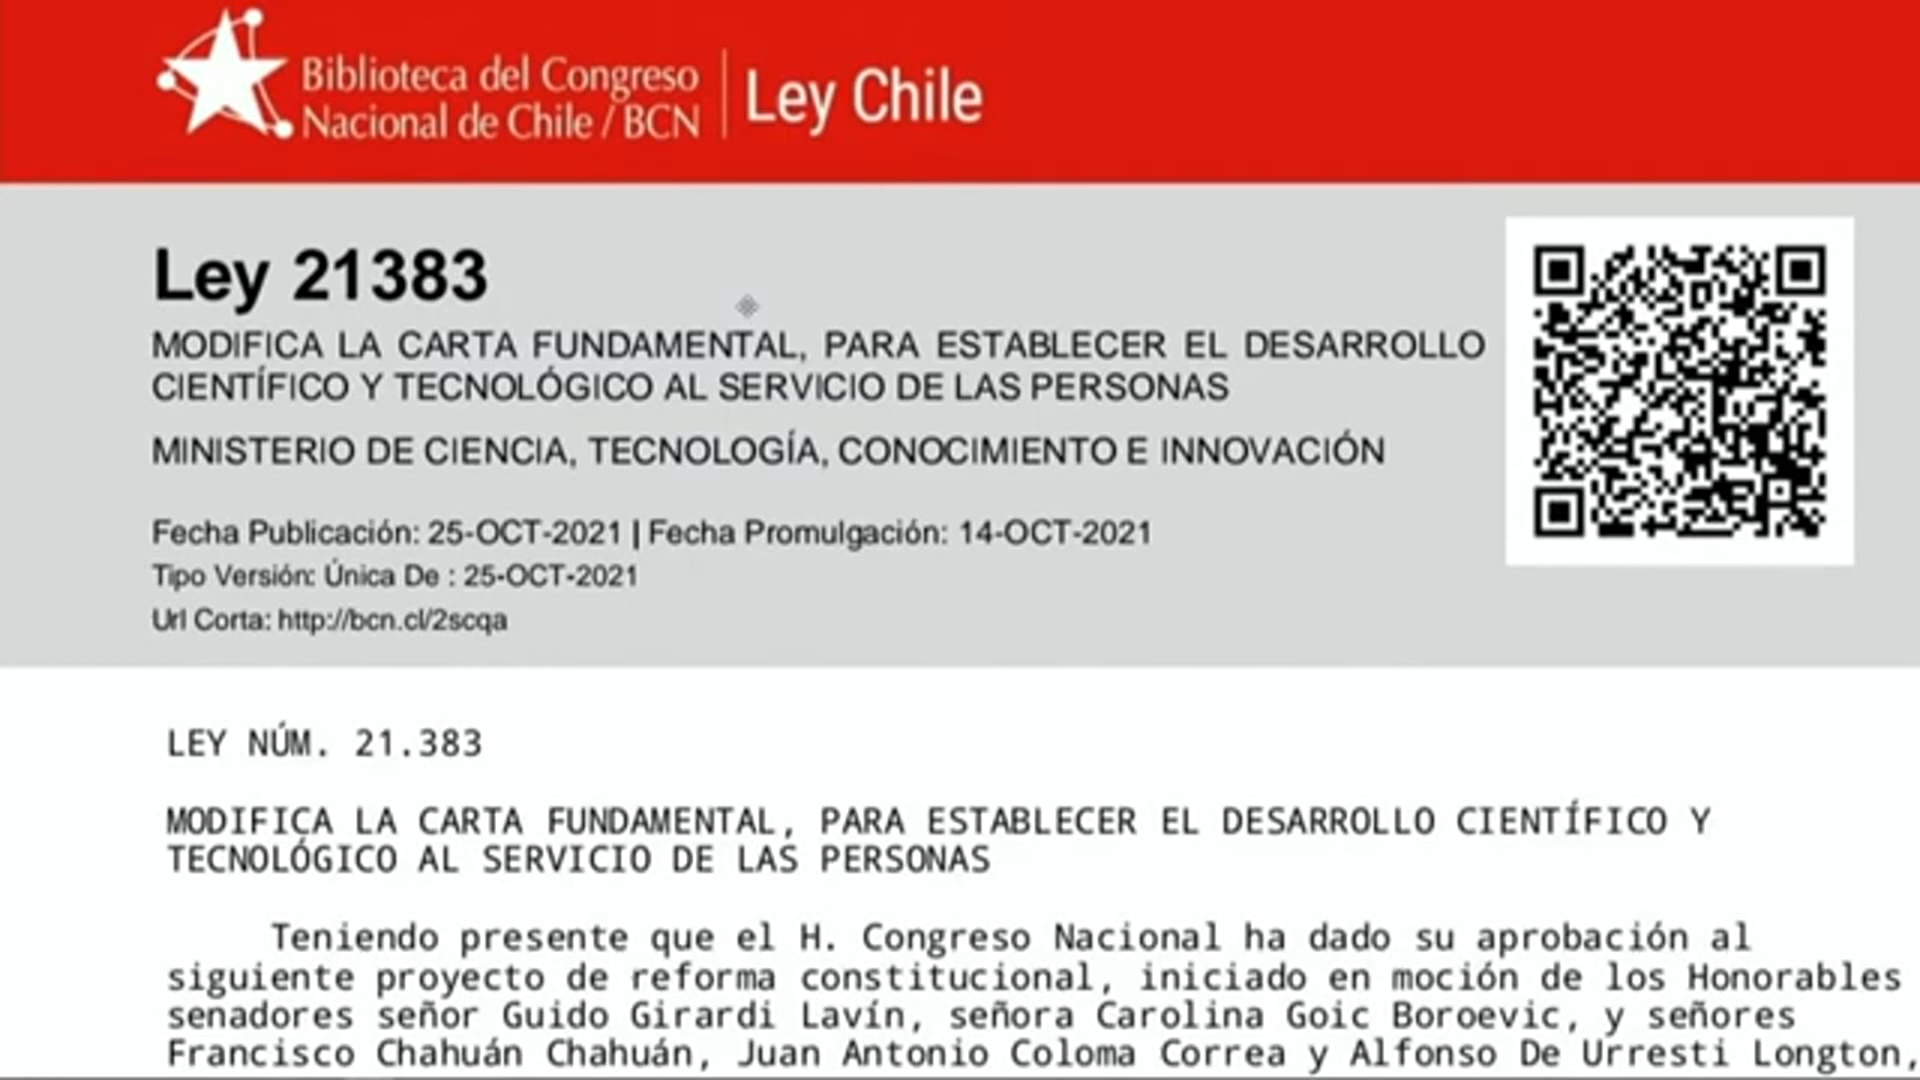 Biblioteca del Congreso
Nacional de Chile / BCN
Ley Chile
Ley 21383
MODIFICA LA CARTA FUNDAMENTAL, PARA ESTABLECER EL DESARROLLO
CIENTÍFICO Y TECNOLÓGICO AL SERVICIO DE LAS PERSONAS
MINISTERIO DE CIENCIA, TECNOLOGÍA, CONOCIMIENTO E INNOVACIÓN
Fecha Publicación: 25-OCT-2021 | Fecha Promulgación: 14-OCT-2021
Tipo Versión: Única De : 25-OCT-2021
Url Corta: http://bcn.cl/2scqa
LEY NÚM. 21.383
MODIFICA LA CARTA FUNDAMENTAL, PARA ESTABLECER EL DESARROLLO CIENTÍFICO Y
TECNOLÓGICO AL SERVICIO DE LAS PERSONAS
Teniendo presente que el H. Congreso Nacional ha dado su aprobación al
siguiente proyecto de reforma constitucional, iniciado en moción de los Honorables
senadores señor Guido Girardi Lavín, señora Carolina Goic Boroevic, y señores
Francisco Chahuán Chahuán, Juan Antonio Coloma Correa y Alfonso De Urresti Longton,